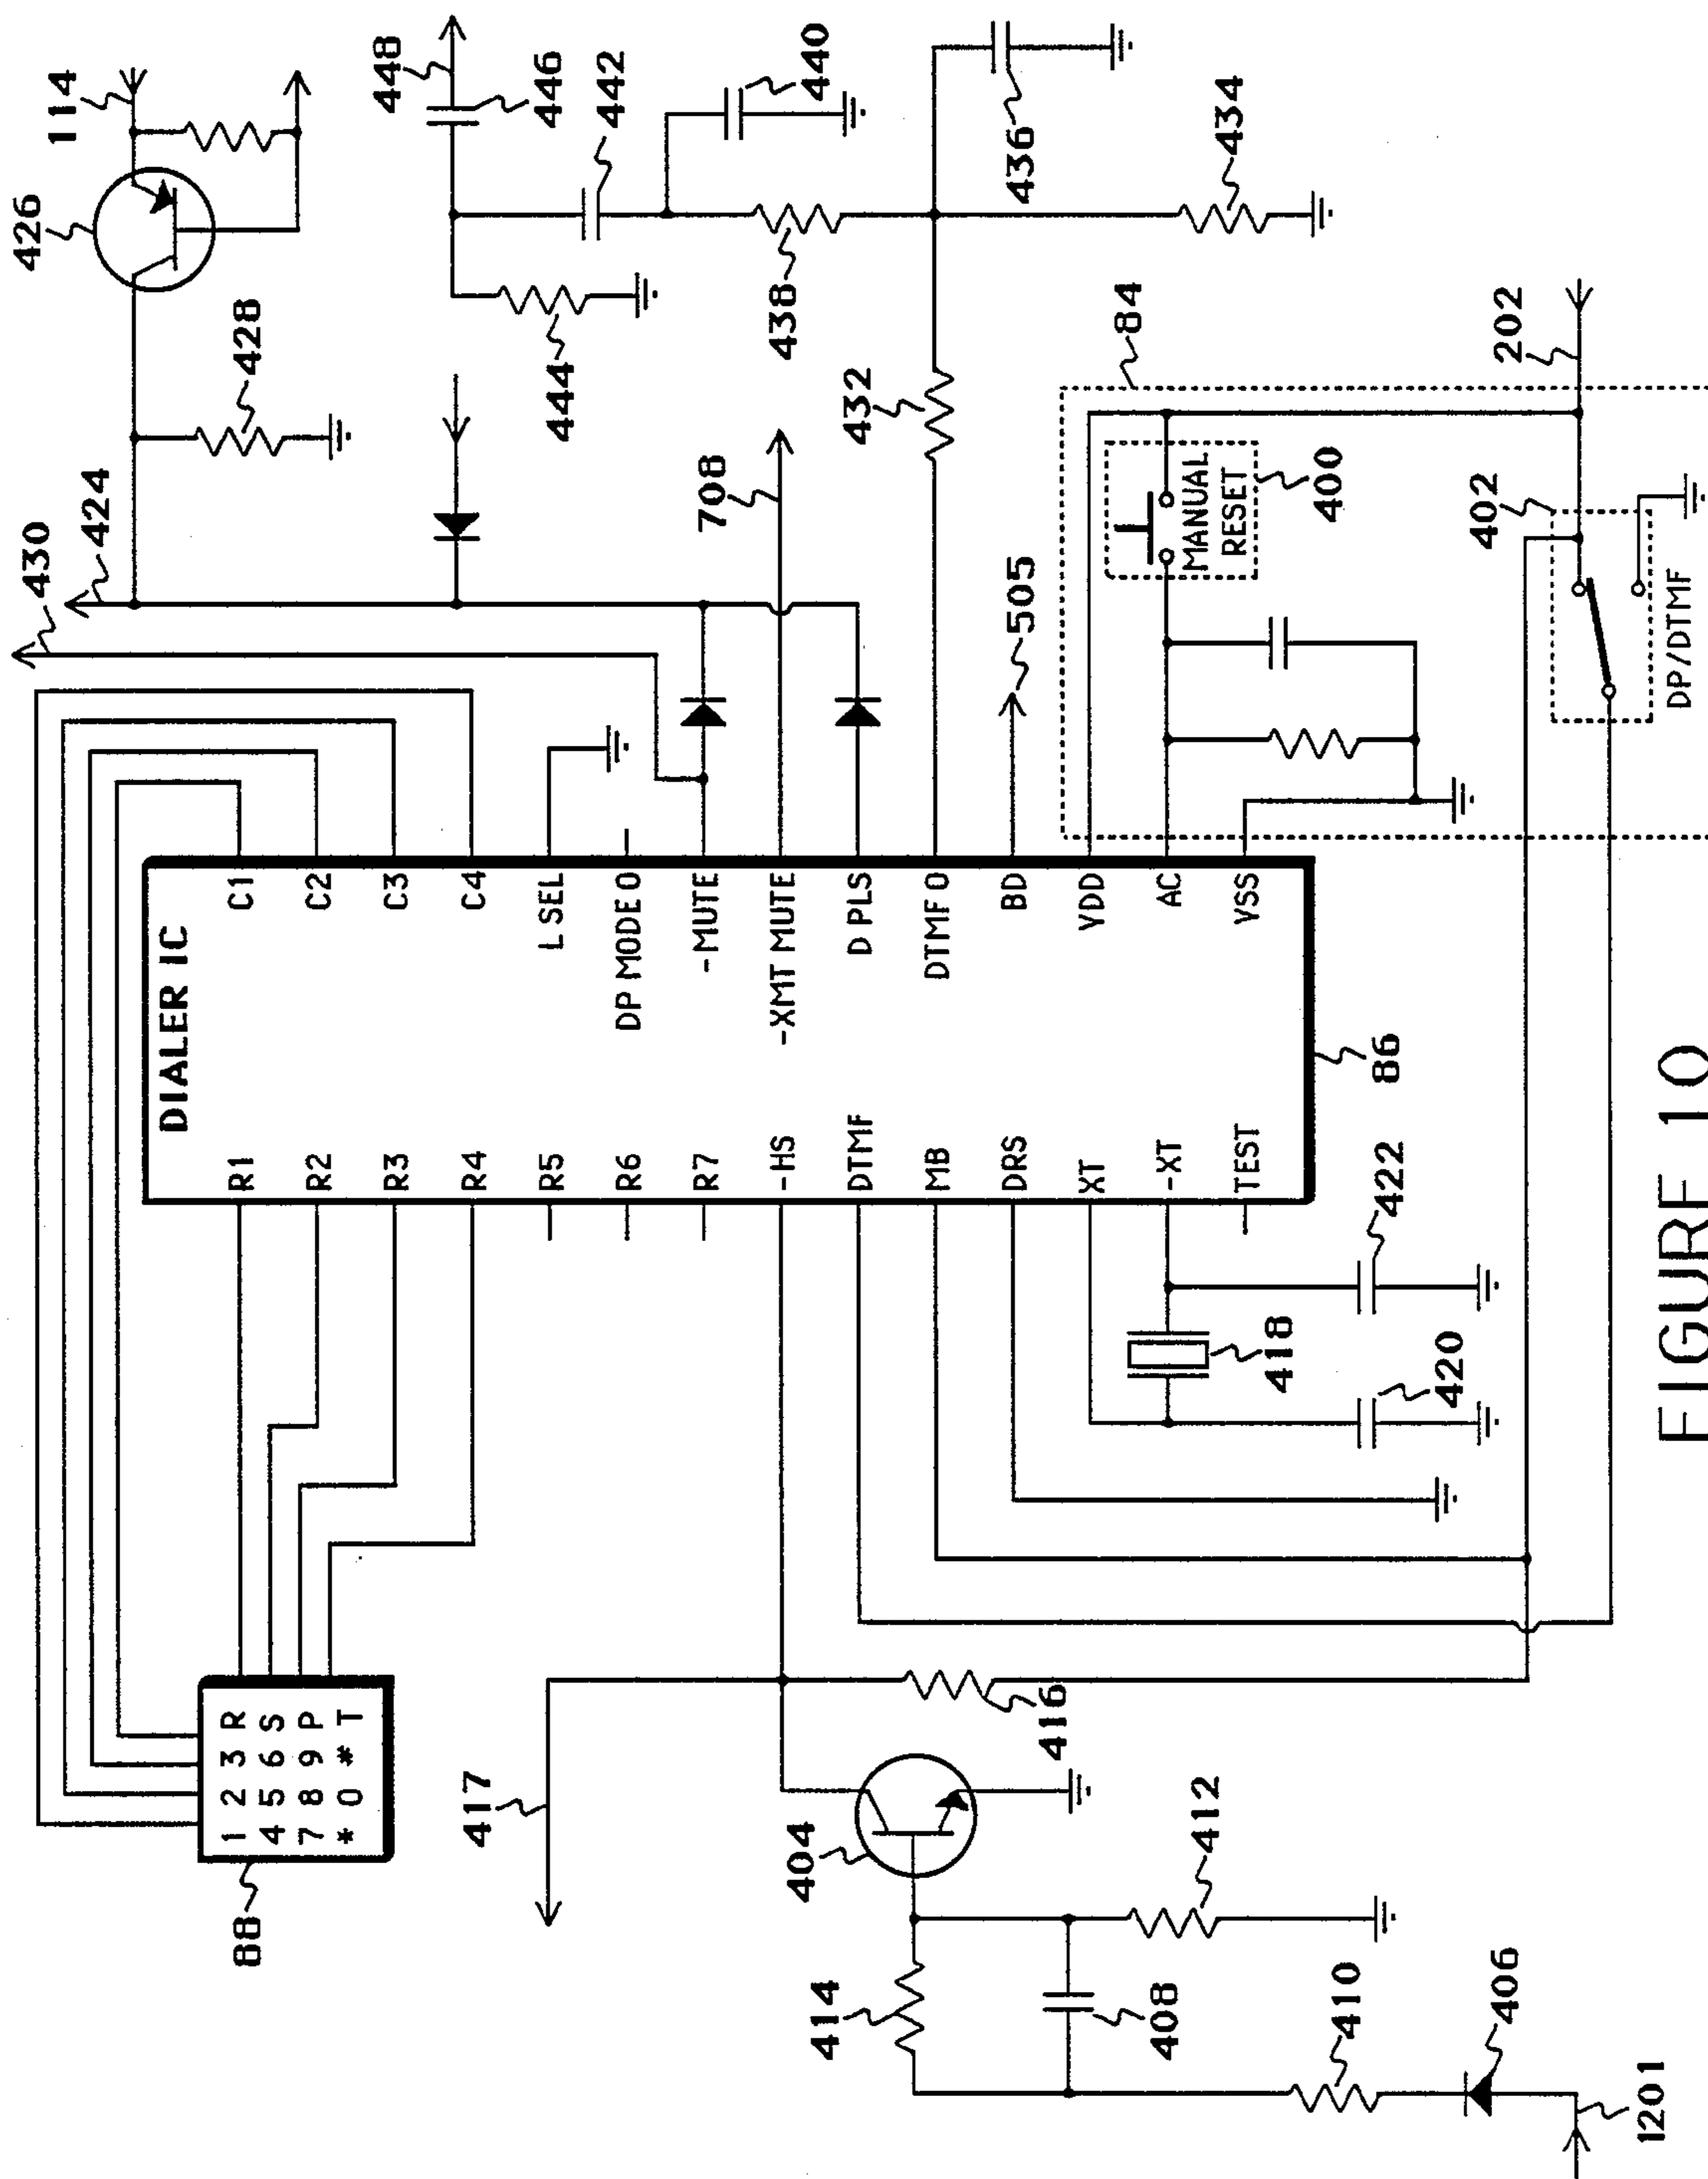 88
1 2 3 R
4 5 6 S
7 8 9 P
* 0 * T
DIALER IC
R1
R2
R3
R4
R5
R6
R7
-HS
DTMF
MB
DRS
XT
-XT
TEST
C1
C2
C3
C4
L SEL
DP MODE 0
-MUTE
-XMT MUTE
D PLS
DTMF 0
BD
VDD
AC
VSS
86
430
424
428
426
114
448
446
442
440
444
438
436
434
432
708
505
84
MANUAL
RESET
400
202
402
DP/DTMF
417
404
416
414
412
408
410
406
1201
418
420
422
FIGURE 10